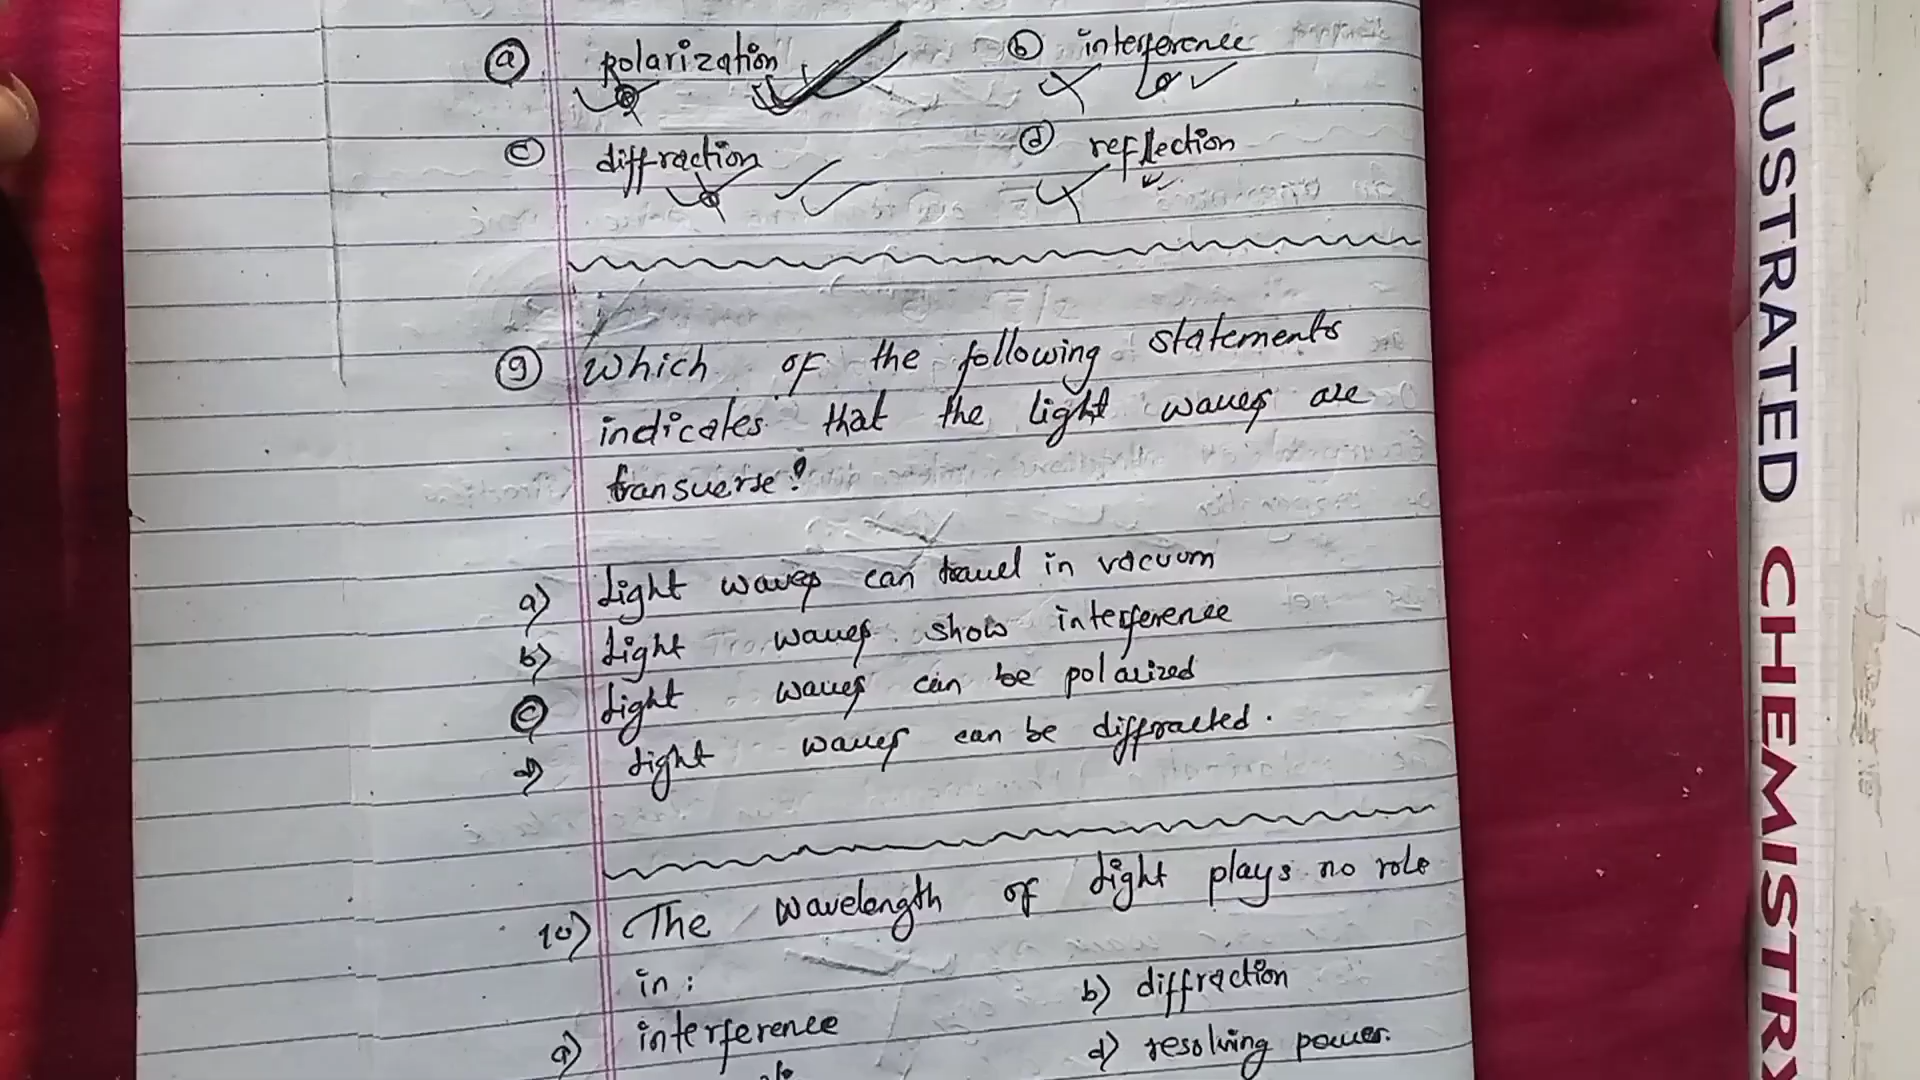 a polarization b interference
c diffraction d reflection
9 Which of the following statements
indicates that the light waves are
transverse?
a) Light waves can travel in vacuum
b) Light waves show interference
c Light waves can be polarized
d) Light waves can be diffracted.
10) The wavelength of Light plays no role
in:
a) interference b) diffraction
d) resolving power.
ILLUSTRATED CHEMISTRY